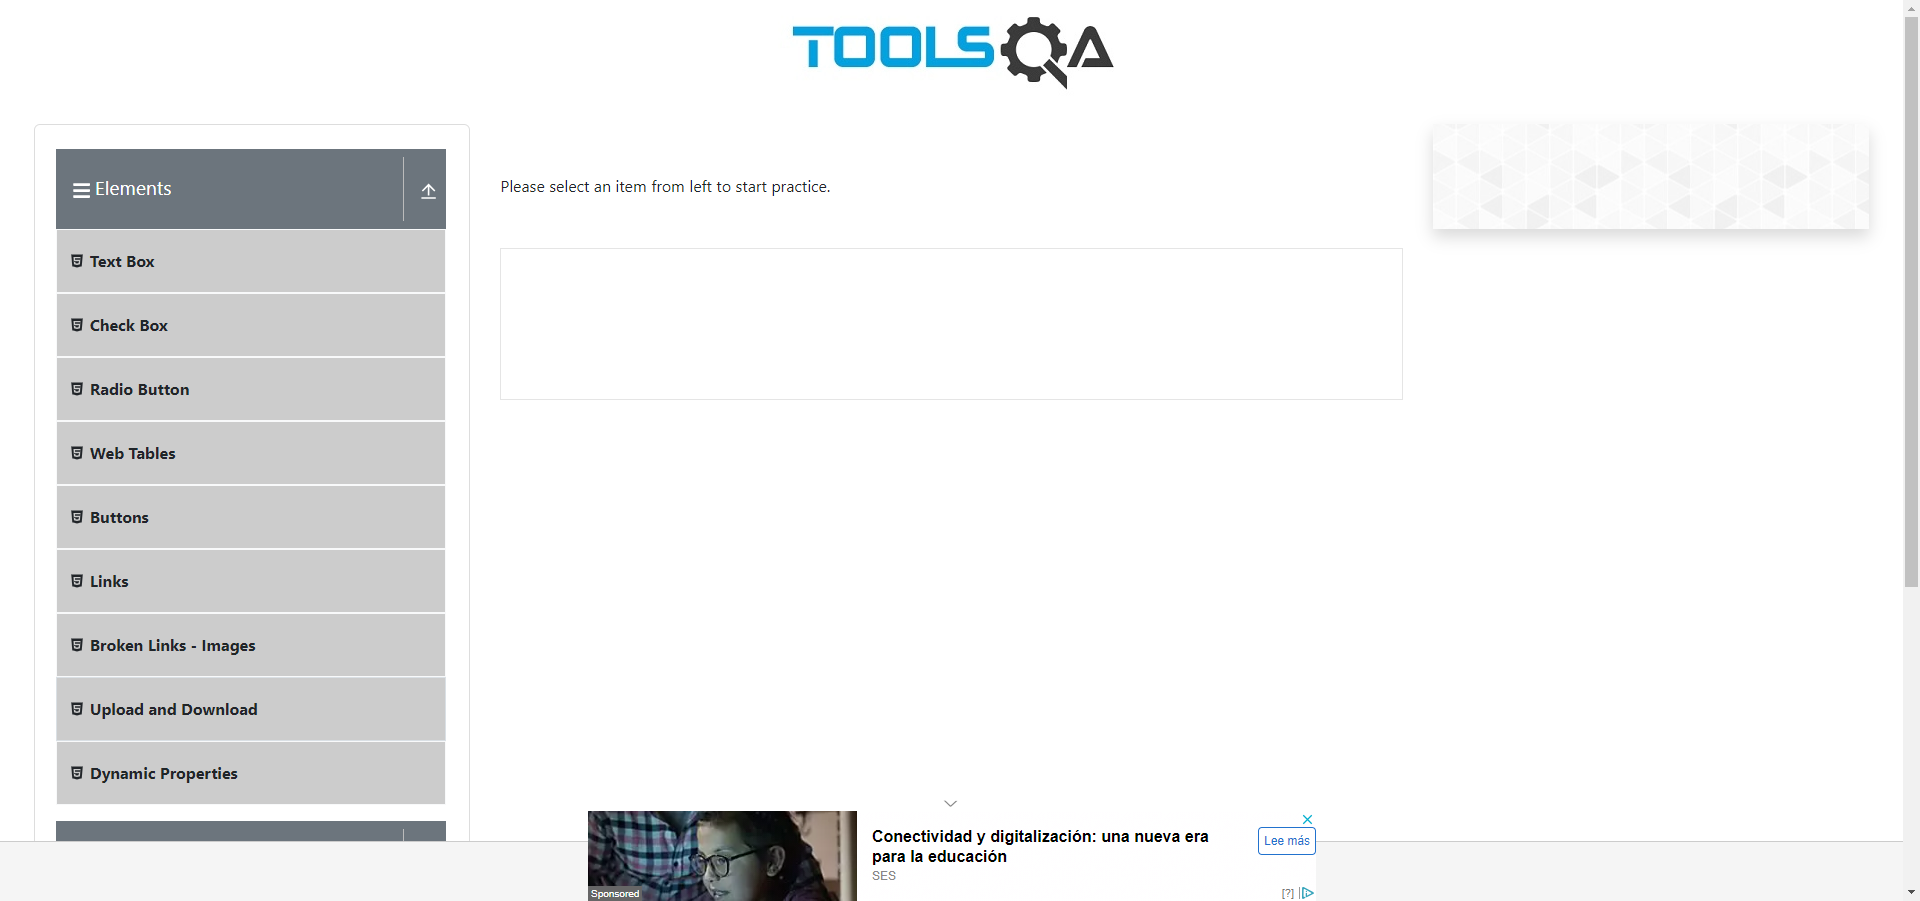 TOOLSQA
Elements
Please select an item from left to start practice.
Text Box
Check Box
Radio Button
Web Tables
Buttons
Links
Broken Links - Images
Upload and Download
Dynamic Properties
Conectividad y digitalización: una nueva era
para la educación
SES
Lee más
Sponsored
[?]